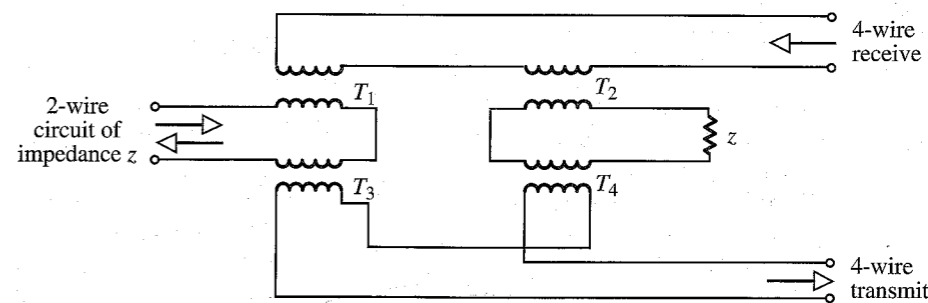 4-wire
receive
T1
T2
2-wire
circuit of
impedance z
z
T3
T4
4-wire
transmit